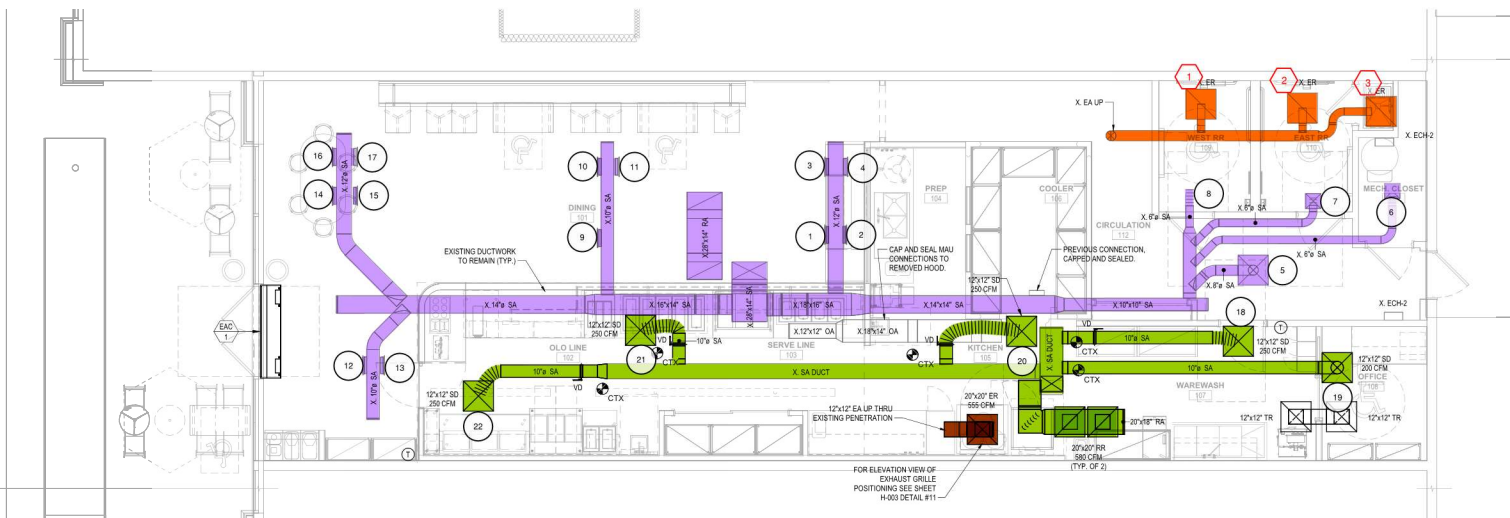 1
2
3
X. ER
X. ER
X. ER
X. EA UP
WEST RR
109
EAST RR
110
X. ECH-2
16
17
X. 12"ø SA
14
15
10
11
X.10"ø SA
DINING
101
9
X.28"x14" RA
3
4
X.12"ø SA
1
2
PREP
104
COOLER
106
CIRCULATION
112
MECH. CLOSET
8
7
6
X.6"ø SA
X.6"ø SA
X. 6"ø SA
X.8"ø SA
5
EXISTING DUCTWORK
TO REMAIN (TYP.)
CAP AND SEAL MAU
CONNECTIONS TO
REMOVED HOOD.
PREVIOUS CONNECTION,
CAPPED AND SEALED.
12"x12" SD
250 CFM
X. 14"ø SA
X.16"x14" SA
X.28"x14" SA
X.18"x16" SA
X.14"x14" SA
X. 10"x10" SA
X. ECH-2
EAC
1
12"x12" SD
250 CFM
21
VD
10"ø SA
CTX
X.12"x12" OA
X.18"x14" OA
SERVE LINE
103
OLO LINE
102
VD
CTX
KITCHEN
105
20
X. SA DUCT
VD
10"ø SA
CTX
18
T
12"x12" SD
250 CFM
12
13
X. 10"ø SA
12"x12" SD
250 CFM
22
10"ø SA
VD
CTX
X. SA DUCT
CTX
10"ø SA
WAREWASH
107
12"x12" SD
200 CFM
OFFICE
108
19
12"x12" TR
12"x12" TR
12"x12" EA UP THRU
EXISTING PENETRATION
20"x20" ER
555 CFM
20"x18" RA
20"x20" RR
580 CFM
(TYP. OF 2)
T
FOR ELEVATION VIEW OF
EXHAUST GRILLE
POSITIONING SEE SHEET
H-003 DETAIL #11